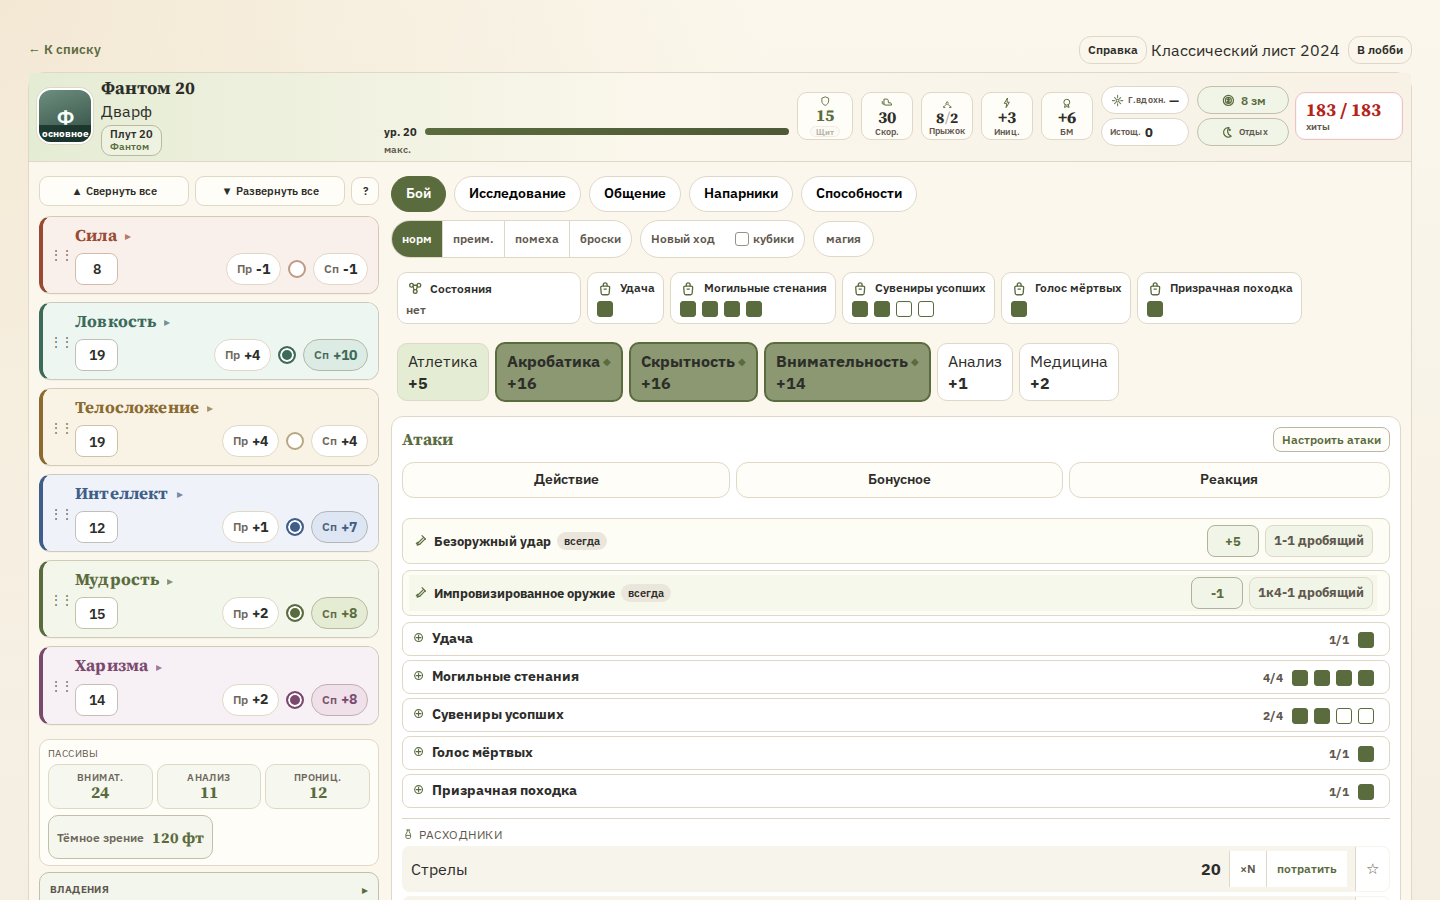 ← К списку
Справка Классический лист 2024 В лобби
Ф
основное
Фантом 20
Дварф
Плут 20
Фантом
ур. 20
макс.
15
Щит
30
Скор.
8/2
Прыжок
+3
Иниц.
+6
БМ
Г.вдохн. —
Истощ. 0
8 зм
Отдых
183 / 183
хиты
▲ Свернуть все
▼ Развернуть все
?
Сила ▸
8 Пр -1 Сп -1
Ловкость ▸
19 Пр +4 Сп +10
Телосложение ▸
19 Пр +4 Сп +4
Интеллект ▸
12 Пр +1 Сп +7
Мудрость ▸
15 Пр +2 Сп +8
Харизма ▸
14 Пр +2 Сп +8
ПАССИВЫ
ВНИМАТ.
24
АНАЛИЗ
11
ПРОНИЦ.
12
Тёмное зрение 120 фт
ВЛАДЕНИЯ ▸
Бой Исследование Общение Напарники Способности
норм преим. помеха броски Новый ход кубики магия
Состояния
нет
Удача
Могильные стенания
Сувениры усопших
Голос мёртвых
Призрачная походка
Атлетика
+5
Акробатика ◆
+16
Скрытность ◆
+16
Внимательность ◆
+14
Анализ
+1
Медицина
+2
Атаки Настроить атаки
Действие Бонусное Реакция
Безоружный удар всегда +5 1-1 дробящий
Импровизированное оружие всегда -1 1к4-1 дробящий
Удача 1/1
Могильные стенания 4/4
Сувениры усопших 2/4
Голос мёртвых 1/1
Призрачная походка 1/1
РАСХОДНИКИ
Стрелы 20 ×N потратить ☆